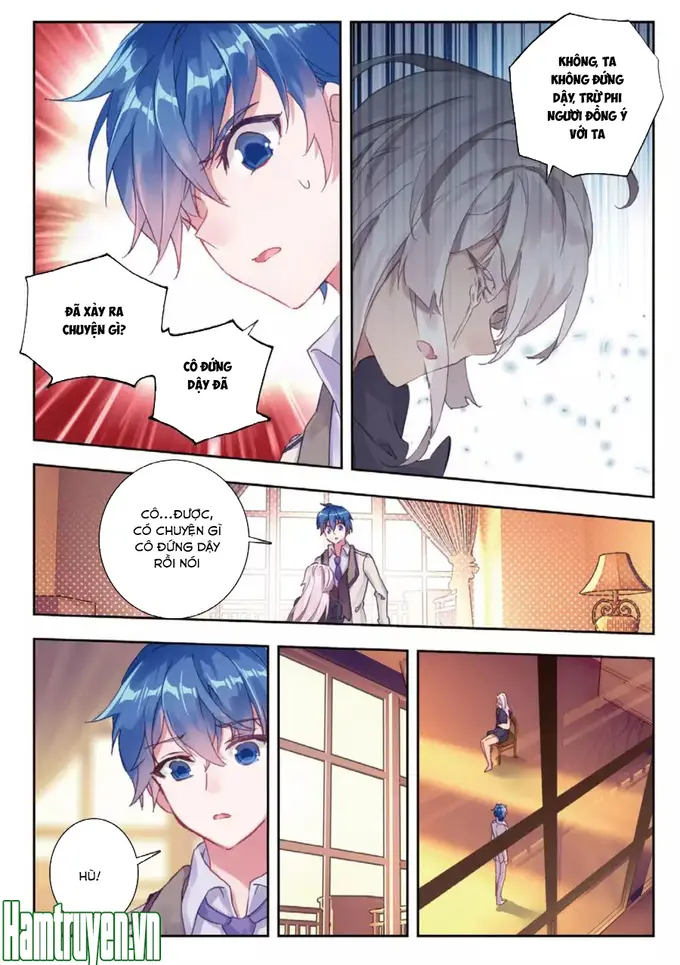 KHÔNG, TA
KHÔNG ĐỨNG
DẬY, TRỪ PHI
NGƯƠI ĐỒNG Ý
VỚI TA
ĐÃ XẢY RA
CHUYỆN GÌ?
CÔ ĐỨNG
DẬY ĐÃ
CÔ...ĐƯỢC,
CÓ CHUYỆN GÌ
CÔ ĐỨNG DẬY
RỒI NÓI
HÙ!
Hamtruyen.vn